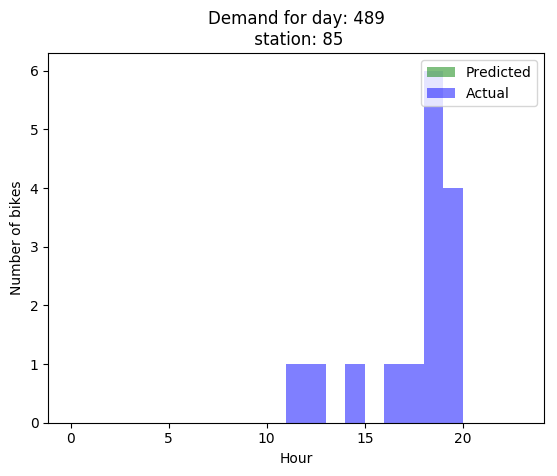 Demand for day: 489
station: 85
Predicted
Actual
Number of bikes
6
5
4
3
2
1
0
0 5 10 15 20
Hour